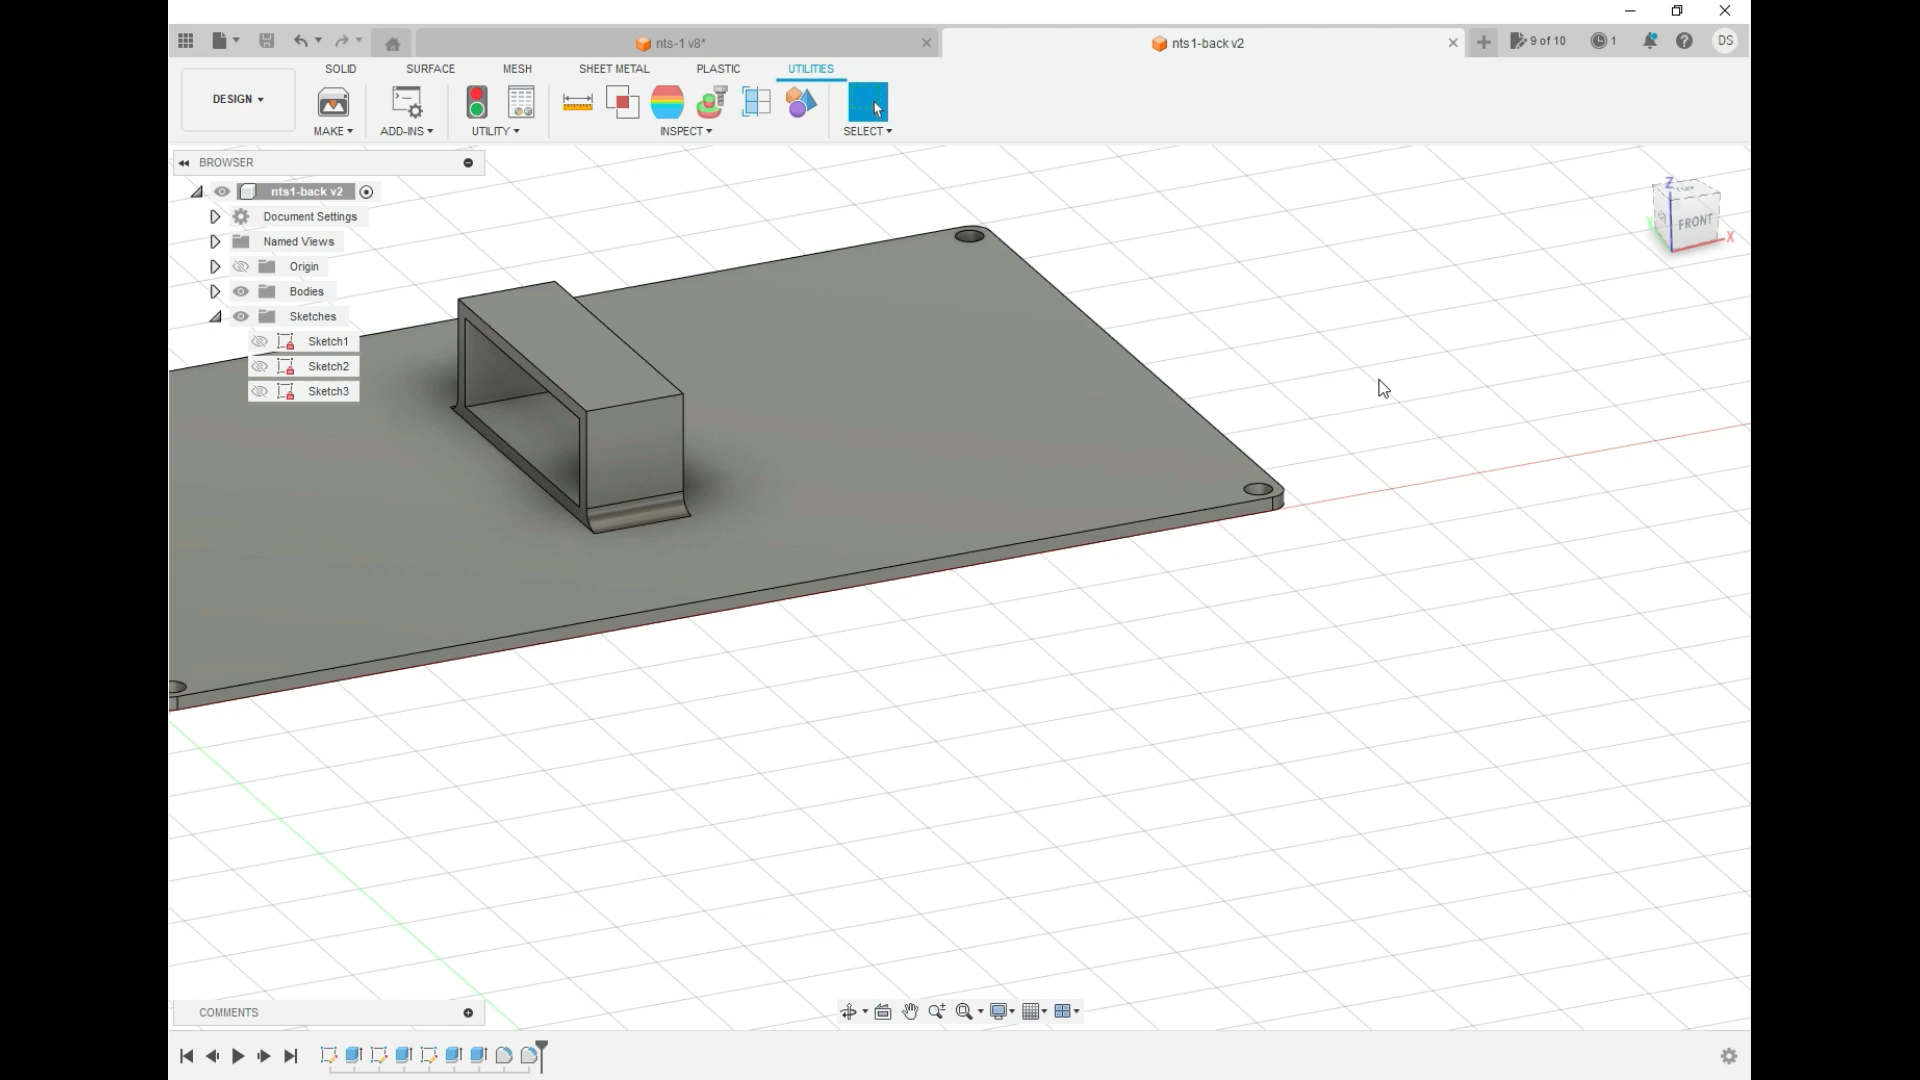 nts-1 v8*
nts1-back v2
9 of 10
1
DS
SOLID
SURFACE
MESH
SHEET METAL
PLASTIC
UTILITIES
DESIGN
MAKE
ADD-INS
UTILITY
INSPECT
SELECT
BROWSER
nts1-back v2
Document Settings
Named Views
Origin
Bodies
Sketches
Sketch1
Sketch2
Sketch3
Z
FRONT
X
COMMENTS